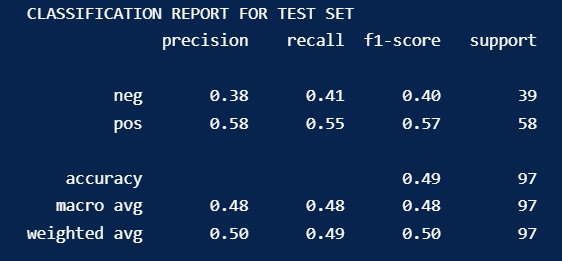 CLASSIFICATION REPORT FOR TEST SET
precision recall f1-score support
neg 0.38 0.41 0.40 39
pos 0.58 0.55 0.57 58
accuracy 0.49 97
macro avg 0.48 0.48 0.48 97
weighted avg 0.50 0.49 0.50 97